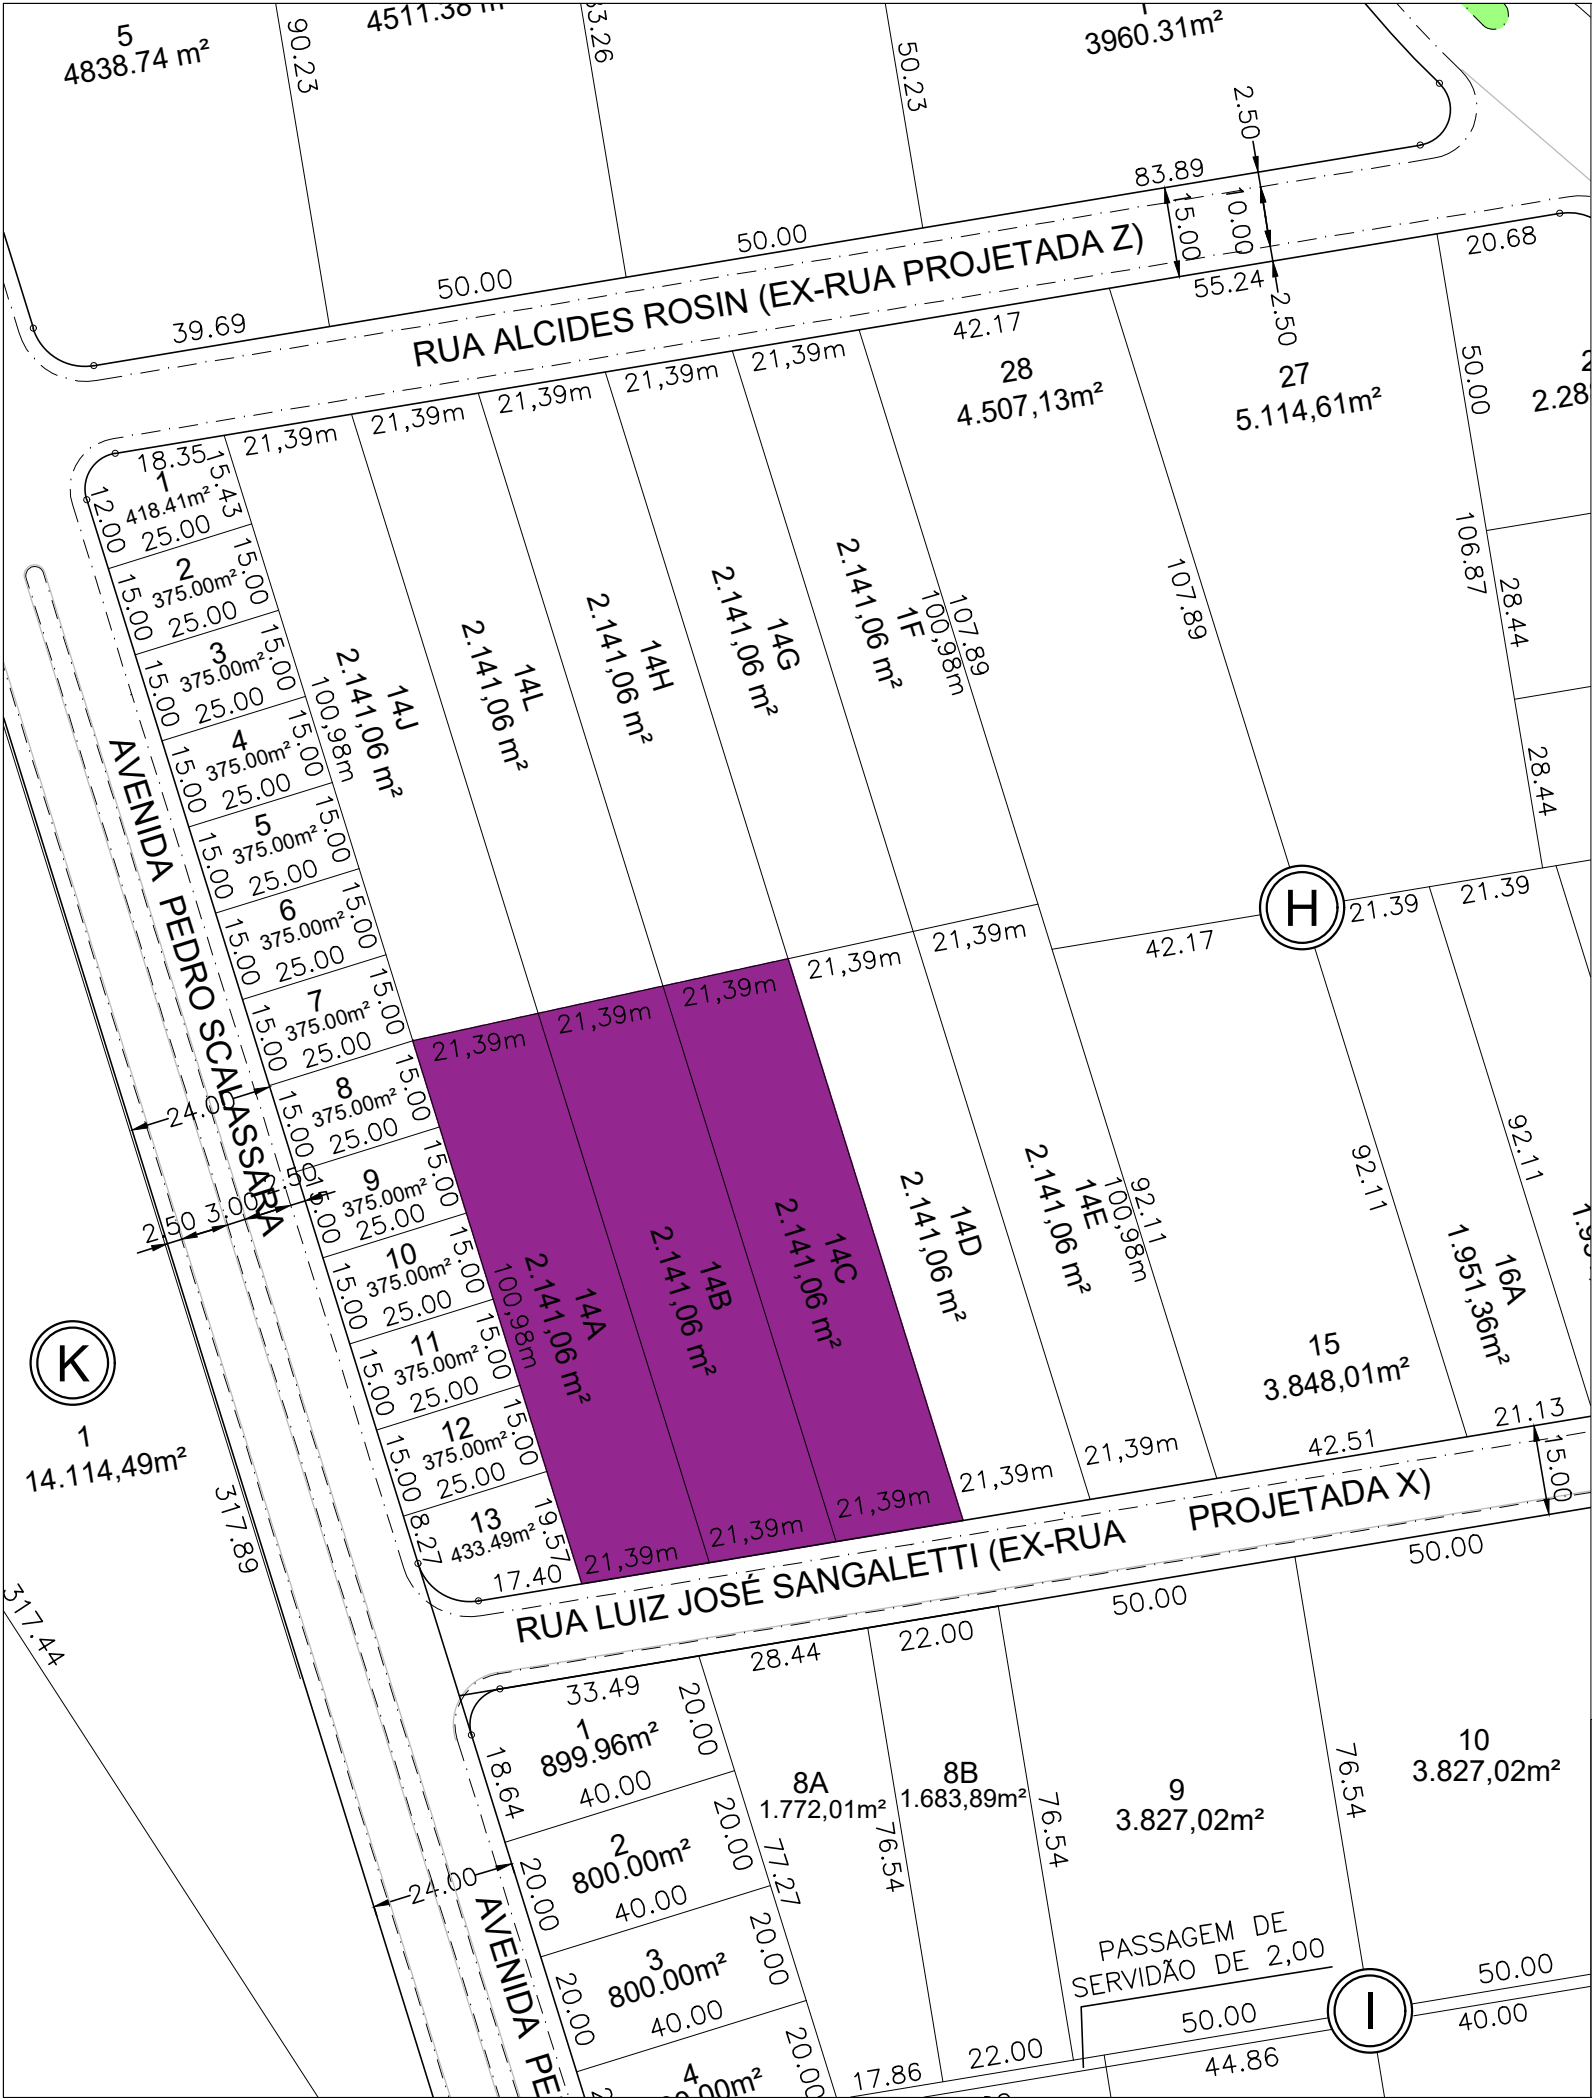 5
4838.74 m²
90.23
4511.38 m
50.23
3960.31m²
2.50
83.89
15.00
10.00
50.00
50.00
39.69
RUA ALCIDES ROSIN (EX-RUA PROJETADA Z)
55.24
2.50
20.68
42.17
28
4.507,13m²
27
5.114,61m²
50.00
2.28
18.35
21,39m
21,39m
21,39m
21,39m
21,39m
1
418.41m²
15.43
12.00
25.00
2
375.00m²
15.00
15.00
25.00
3
375.00m²
15.00
15.00
25.00
4
375.00m²
15.00
15.00
25.00
5
375.00m²
15.00
15.00
25.00
6
375.00m²
15.00
15.00
25.00
7
375.00m²
15.00
15.00
25.00
14J
2.141,06 m²
100,98m
14L
2.141,06 m²
14H
2.141,06 m²
14G
2.141,06 m²
1F
2.141,06 m²
100,98m
107.89
107.89
106.87
28.44
28.44
H
42.17
21.39
21.39
AVENIDA PEDRO SCALASSARA
24.00
2.50
3.00
2.50
8
375.00m²
15.00
15.00
25.00
9
375.00m²
15.00
15.00
25.00
10
375.00m²
15.00
15.00
25.00
11
375.00m²
15.00
15.00
25.00
12
375.00m²
15.00
15.00
25.00
13
433.49m²
19.57
8.27
17.40
21,39m
21,39m
21,39m
21,39m
21,39m
14A
2.141,06 m²
100,98m
14B
2.141,06 m²
14C
2.141,06 m²
14D
2.141,06 m²
14E
2.141,06 m²
100,98m
92.11
92.11
92.11
15
3.848,01m²
16A
1.951,36m²
21,39m
21,39m
21,39m
21,39m
21,39m
42.51
21.13
15.00
K
1
14.114,49m²
317.89
317.44
RUA LUIZ JOSÉ SANGALETTI (EX-RUA PROJETADA X)
33.49
28.44
22.00
50.00
50.00
1
899.96m²
20.00
18.64
40.00
2
800.00m²
20.00
20.00
40.00
3
800.00m²
20.00
20.00
40.00
4
20.00
24.00
AVENIDA PE
8A
1.772,01m²
77.27
76.54
8B
1.683,89m²
76.54
9
3.827,02m²
76.54
10
3.827,02m²
PASSAGEM DE
SERVIDÃO DE 2,00
I
50.00
50.00
40.00
17.86
22.00
44.86